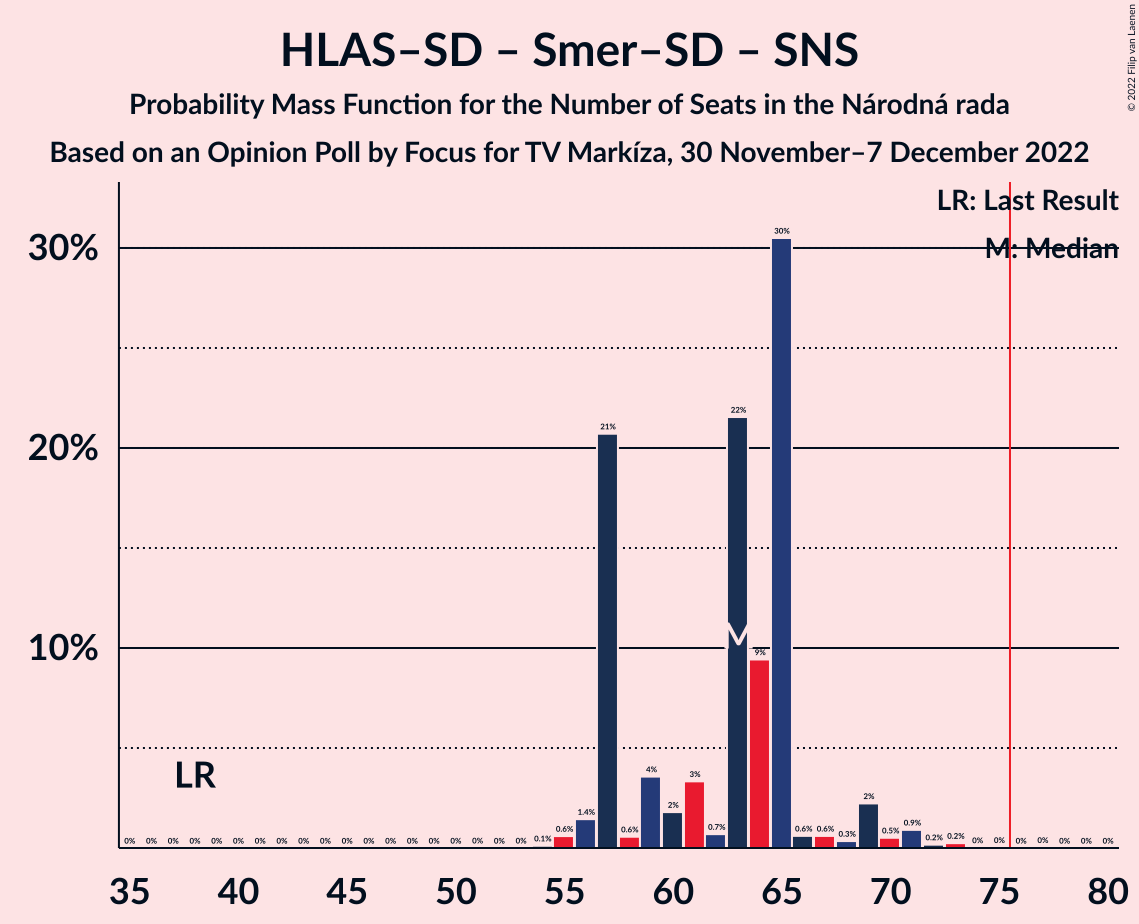 HLAS–SD – Smer–SD – SNS
Probability Mass Function for the Number of Seats in the Národná rada
Based on an Opinion Poll by Focus for TV Markíza, 30 November–7 December 2022
© 2022 Filip van Laenen
LR: Last Result
M: Median
30%
20%
10%
LR
M
0% 0% 0% 0% 0% 0% 0% 0% 0% 0% 0% 0% 0% 0% 0% 0% 0% 0% 0% 0.1% 0.6% 1.4% 21% 0.6% 4% 2% 3% 0.7% 22% 9% 30% 0.6% 0.6% 0.3% 2% 0.5% 0.9% 0.2% 0.2% 0% 0% 0% 0% 0% 0% 0%
35 40 45 50 55 60 65 70 75 80